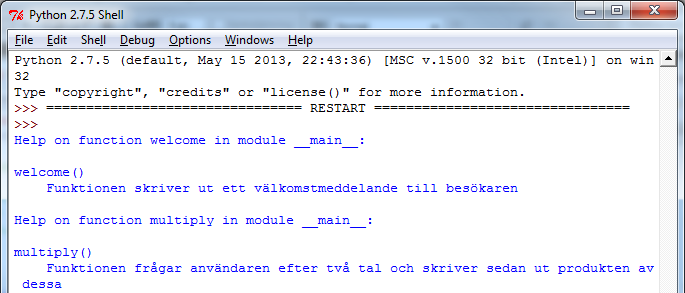 Python 2.7.5 Shell
File Edit Shell Debug Options Windows Help
Python 2.7.5 (default, May 15 2013, 22:43:36) [MSC v.1500 32 bit (Intel)] on win
32
Type "copyright", "credits" or "license()" for more information.
>>> ================================ RESTART ================================
>>>
Help on function welcome in module __main__:
welcome()
Funktionen skriver ut ett välkomstmeddelande till besökaren
Help on function multiply in module __main__:
multiply()
Funktionen frågar användaren efter två tal och skriver sedan ut produkten av
dessa